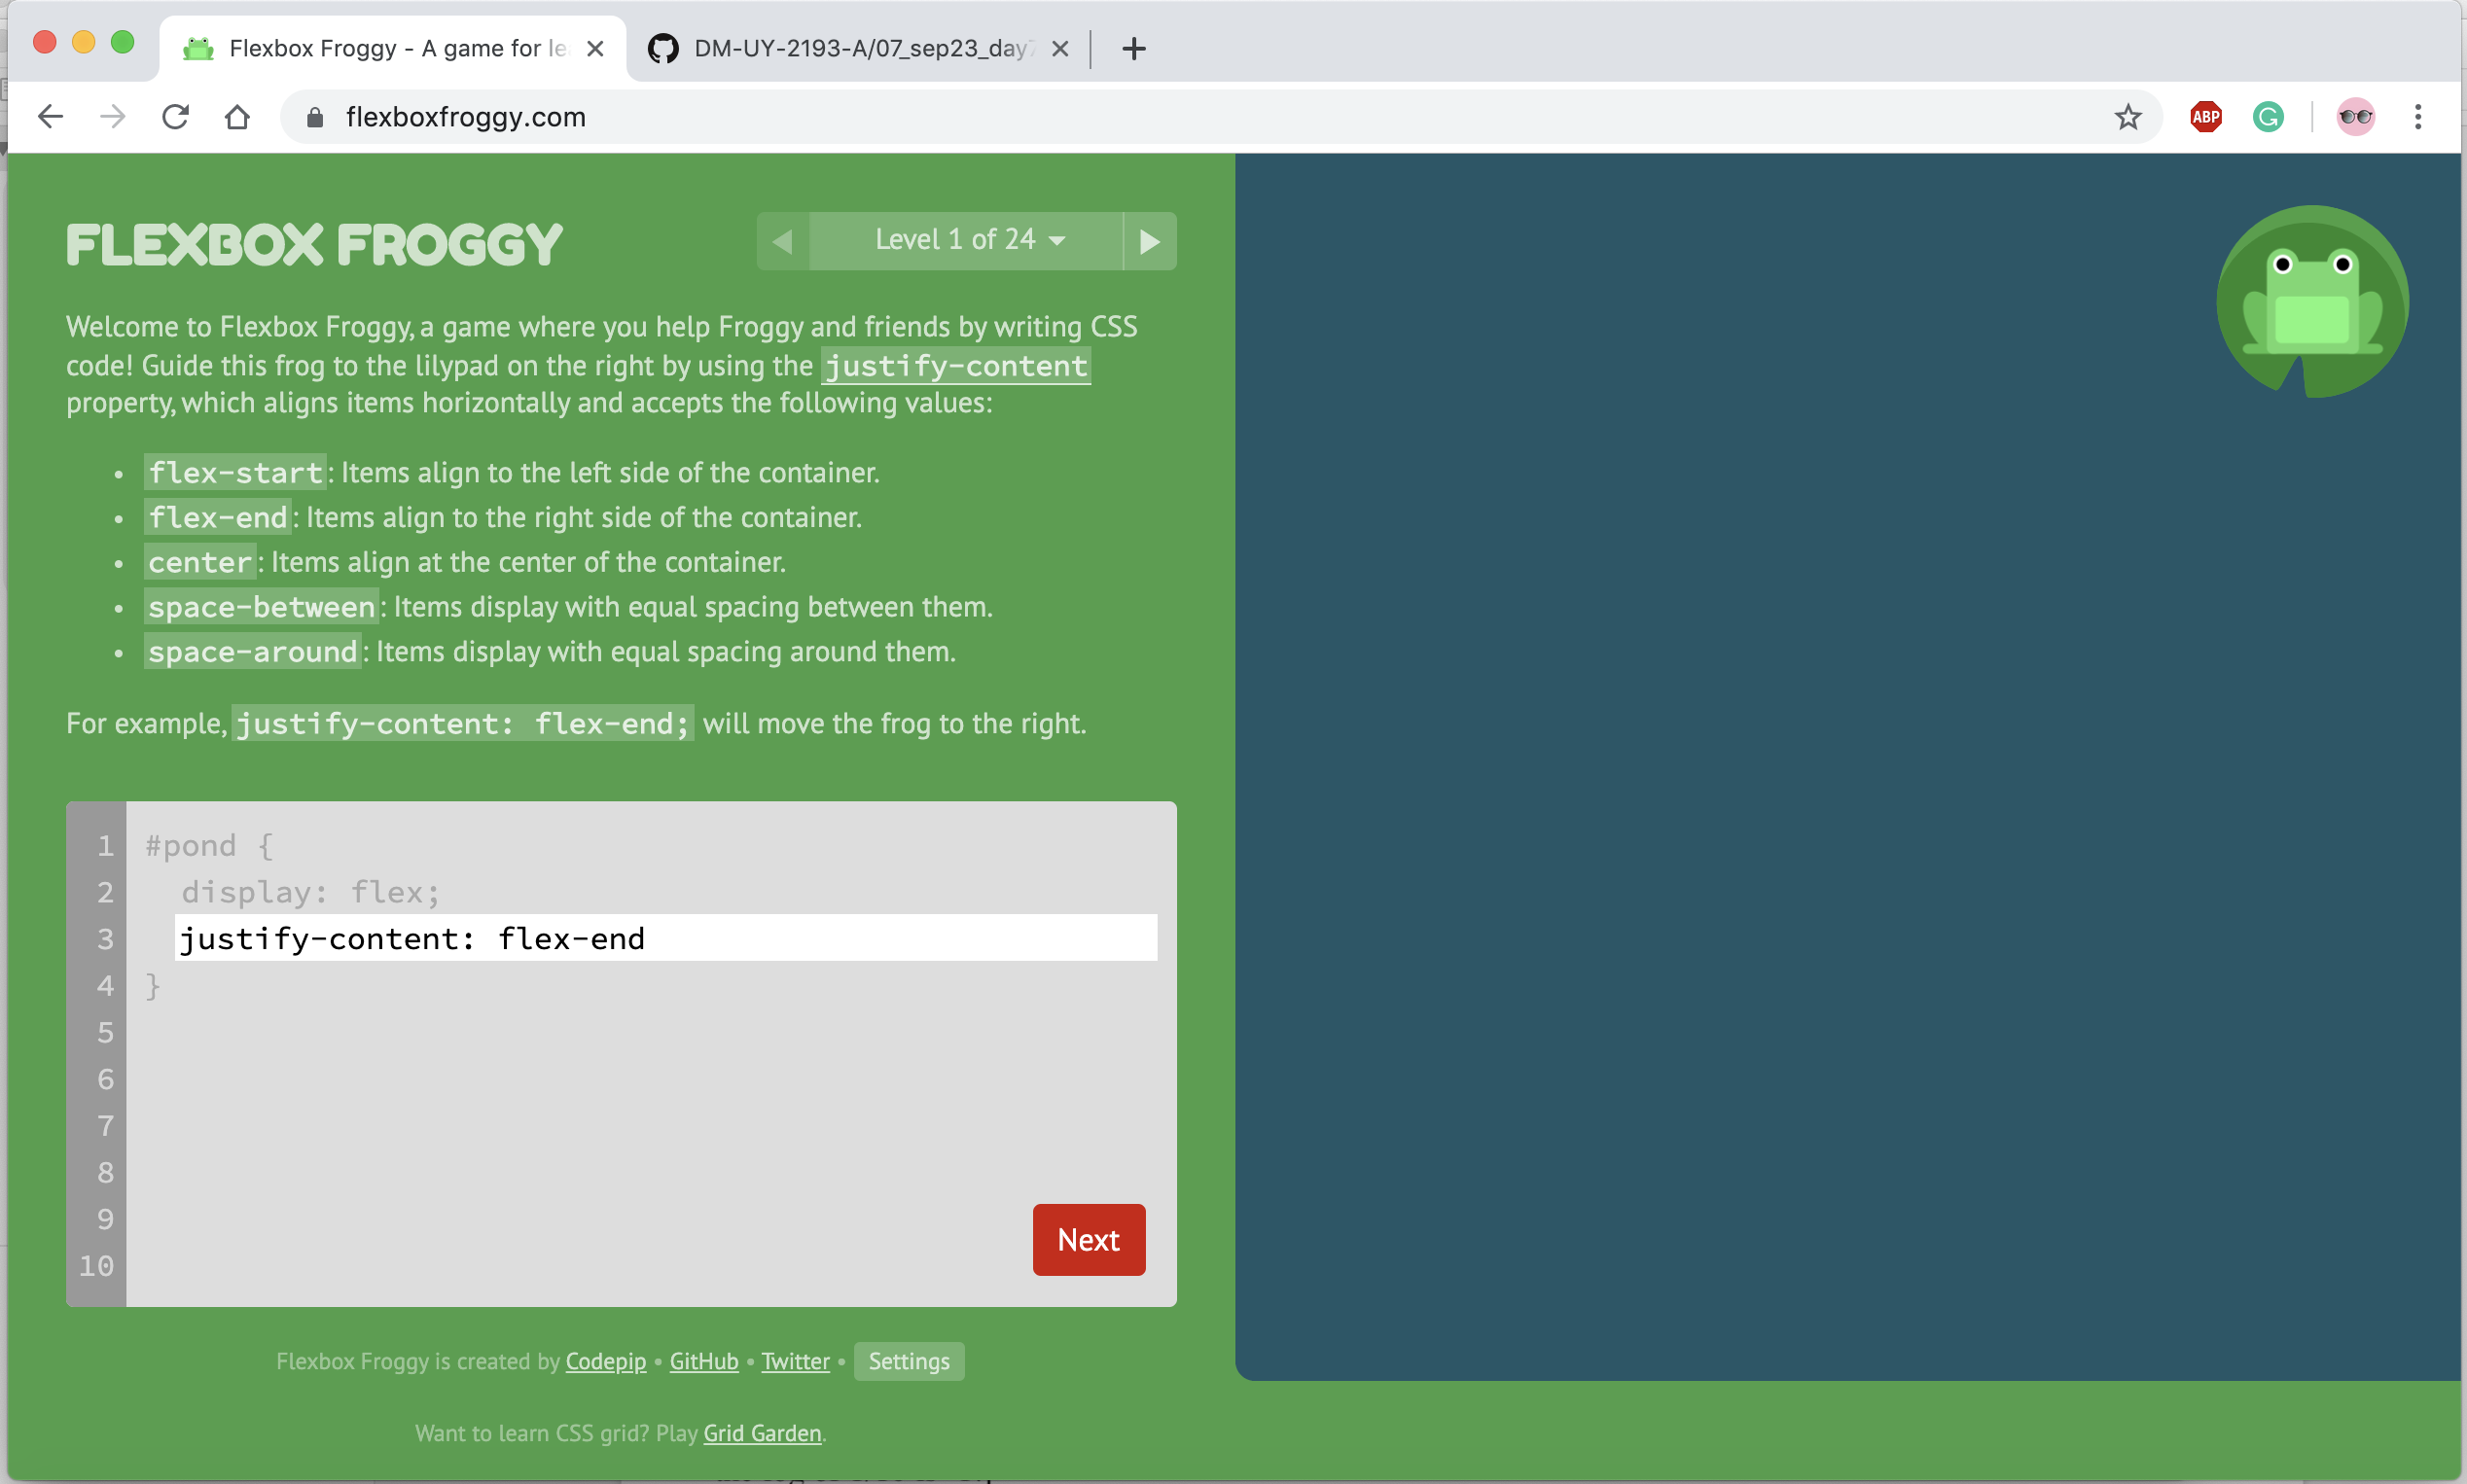 Flexbox Froggy - A game for le
DM-UY-2193-A/07_sep23_day7
flexboxfroggy.com
ABP
G
FLEXBOX FROGGY
Level 1 of 24
Welcome to Flexbox Froggy, a game where you help Froggy and friends by writing CSS
code! Guide this frog to the lilypad on the right by using the justify-content
property, which aligns items horizontally and accepts the following values:
• flex-start: Items align to the left side of the container.
• flex-end: Items align to the right side of the container.
• center: Items align at the center of the container.
• space-between: Items display with equal spacing between them.
• space-around: Items display with equal spacing around them.
For example, justify-content: flex-end; will move the frog to the right.
1 #pond {
2 display: flex;
3 justify-content: flex-end
4 }
5
6
7
8
9
10
Next
Flexbox Froggy is created by Codepip • GitHub • Twitter • Settings
Want to learn CSS grid? Play Grid Garden.